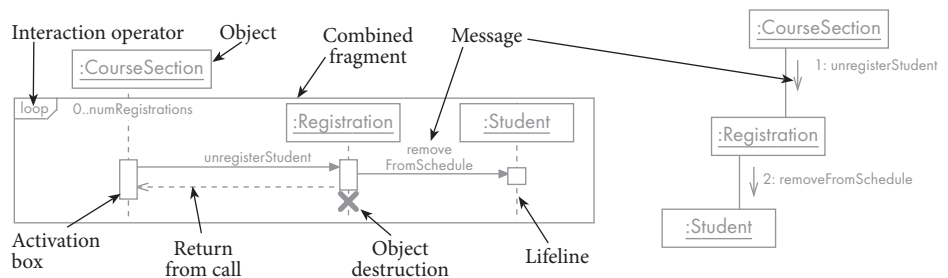 Interaction operator
Object
Combined
fragment
Message
:CourseSection
loop
0..numRegistrations
:Registration
:Student
unregisterStudent
remove
FromSchedule
Activation
box
Return
from call
Object
destruction
Lifeline
:CourseSection
1: unregisterStudent
:Registration
2: removeFromSchedule
:Student